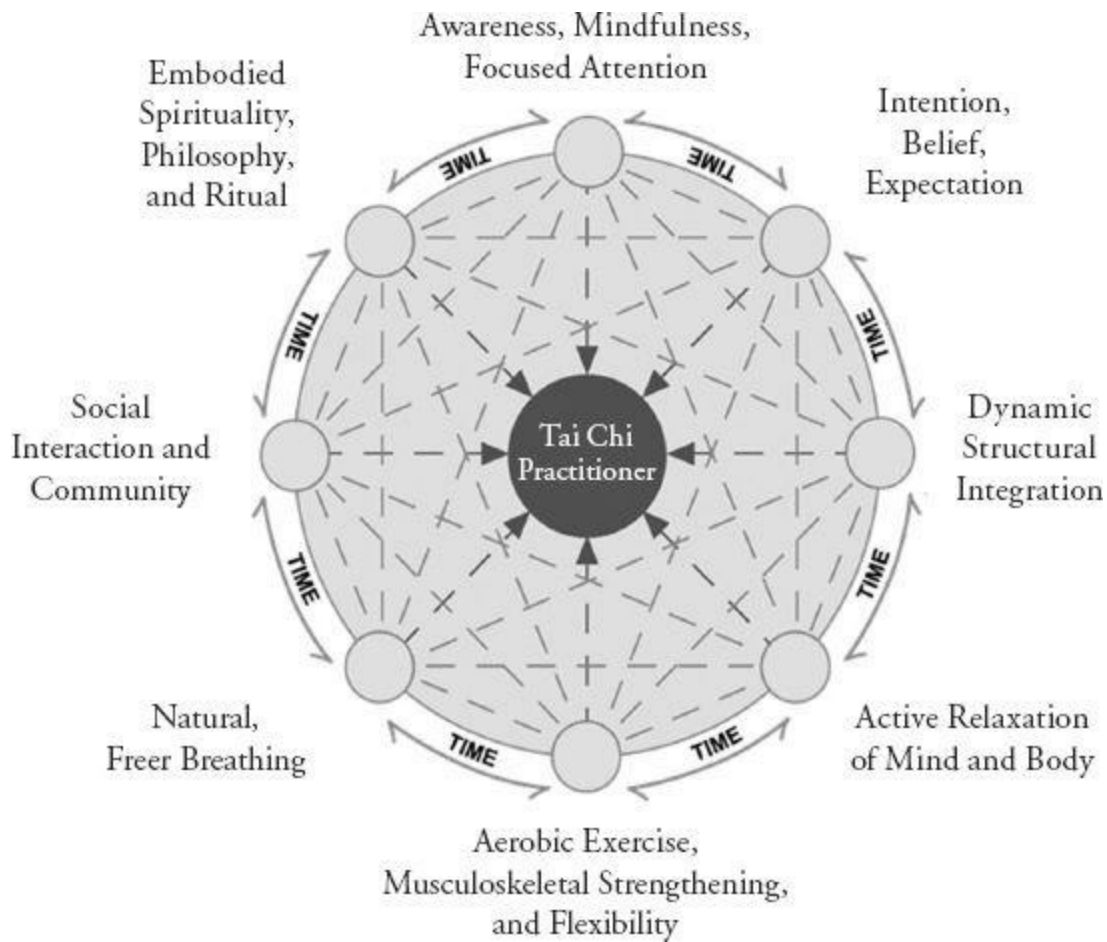 Awareness, Mindfulness,
Focused Attention
Intention,
Belief,
Expectation
Dynamic
Structural
Integration
Active Relaxation
of Mind and Body
Aerobic Exercise,
Musculoskeletal Strengthening,
and Flexibility
Natural,
Freer Breathing
Social
Interaction and
Community
Embodied
Spirituality,
Philosophy,
and Ritual
TIME
TIME
TIME
TIME
TIME
TIME
TIME
TIME
Tai Chi
Practitioner